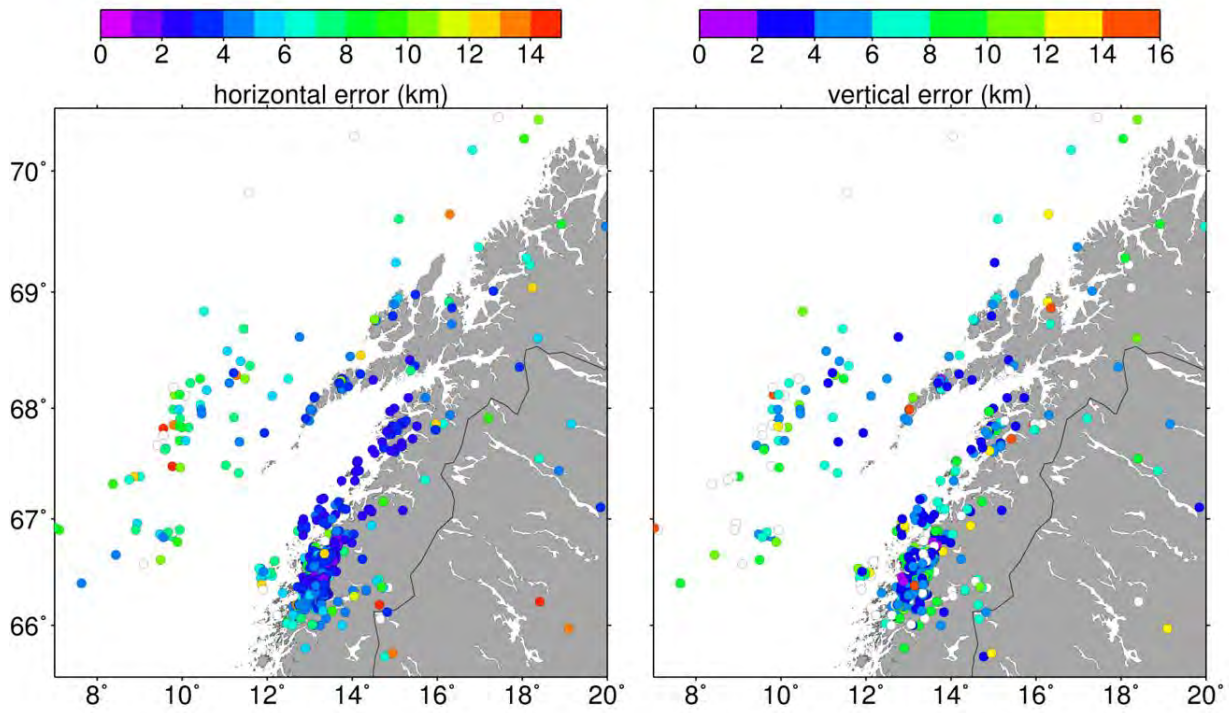 0 2 4 6 8 10 12 14
0 2 4 6 8 10 12 14 16
horizontal error (km)
vertical error (km)
70˚
69˚
68˚
67˚
66˚
8˚ 10 12˚ 14 16 18 20˚
8˚ 10 12˚ 14 16 18 20˚